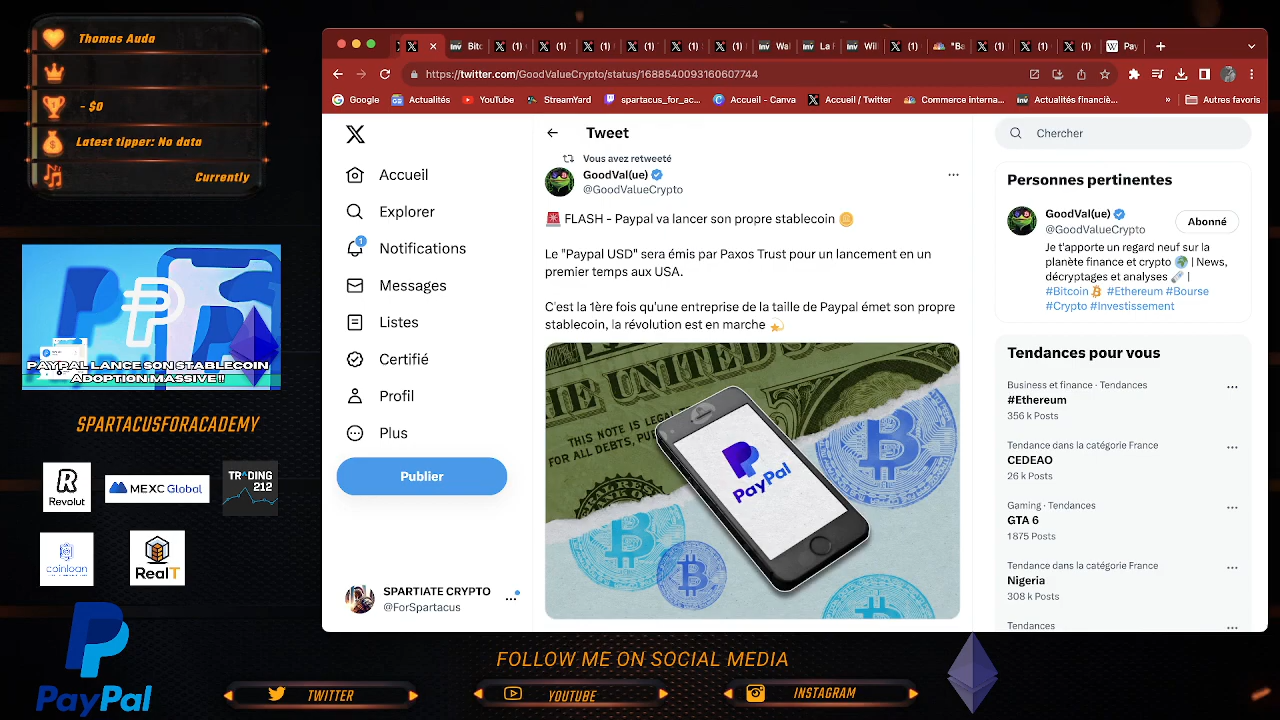 Thomas Auda
- $0
Latest tipper: No data
Currently
PAYPAL LANCE SON STABLECOIN
ADOPTION MASSIVE !!
SPARTACUSFORACADEMY
R
Revolut
MEXC Global
TRADING
212
coinloan
RealT
PayPal
https://twitter.com/GoodValueCrypto/status/1688540093160607744
Google
Actualités
YouTube
StreamYard
spartacus_for_ac...
Accueil - Canva
Accueil / Twitter
Commerce interna...
Actualités financiè...
»
Autres favoris
Accueil
Explorer
1
Notifications
Messages
Listes
Certifié
Profil
Plus
Publier
SPARTIATE CRYPTO
@ForSpartacus
Tweet
Vous avez retweeté
GoodVal(ue)
@GoodValueCrypto
🚨 FLASH - Paypal va lancer son propre stablecoin 🪙
Le "Paypal USD" sera émis par Paxos Trust pour un lancement en un
premier temps aux USA.
C'est la 1ère fois qu'une entreprise de la taille de Paypal émet son propre
stablecoin, la révolution est en marche 💫
THE UNITED
THIS NOTE IS LEGAL
FOR ALL DEBTS, PUBLIC
PayPal
Chercher
Personnes pertinentes
GoodVal(ue)
@GoodValueCrypto
Abonné
Je t'apporte un regard neuf sur la
planète finance et crypto 🌍 | News,
décryptages et analyses 🗞️ |
#Bitcoin ₿ #Ethereum #Bourse
#Crypto #Investissement
Tendances pour vous
Business et finance · Tendances
#Ethereum
356 k Posts
Tendance dans la catégorie France
CEDEAO
26 k Posts
Gaming · Tendances
GTA 6
1875 Posts
Tendance dans la catégorie France
Nigeria
308 k Posts
Tendances
FOLLOW ME ON SOCIAL MEDIA
TWITTER
YOUTUBE
INSTAGRAM